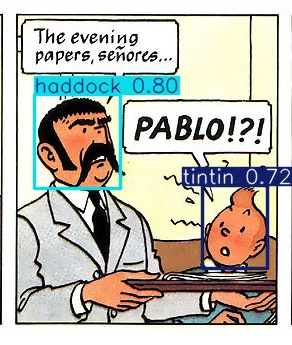 The evening
papers, señores...
haddock 0.80
PABLO!?!
tintin 0.72